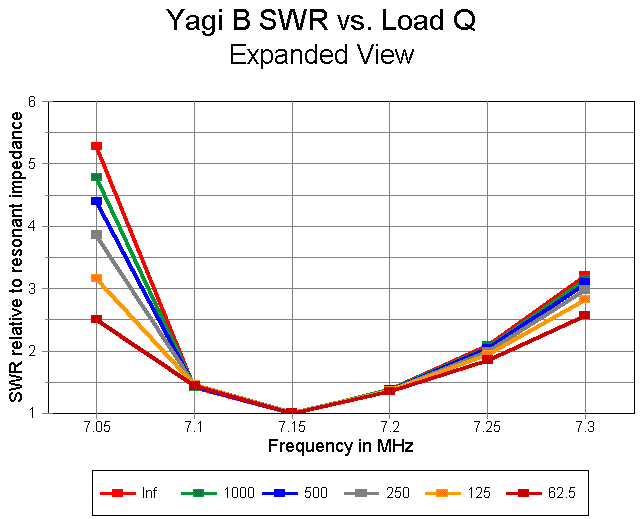 Yagi B SWR vs. Load Q
Expanded View
SWR relative to resonant impedance
6
5
4
3
2
1
7.05 7.1 7.15 7.2 7.25 7.3
Frequency in MHz
Inf 1000 500 250 125 62.5